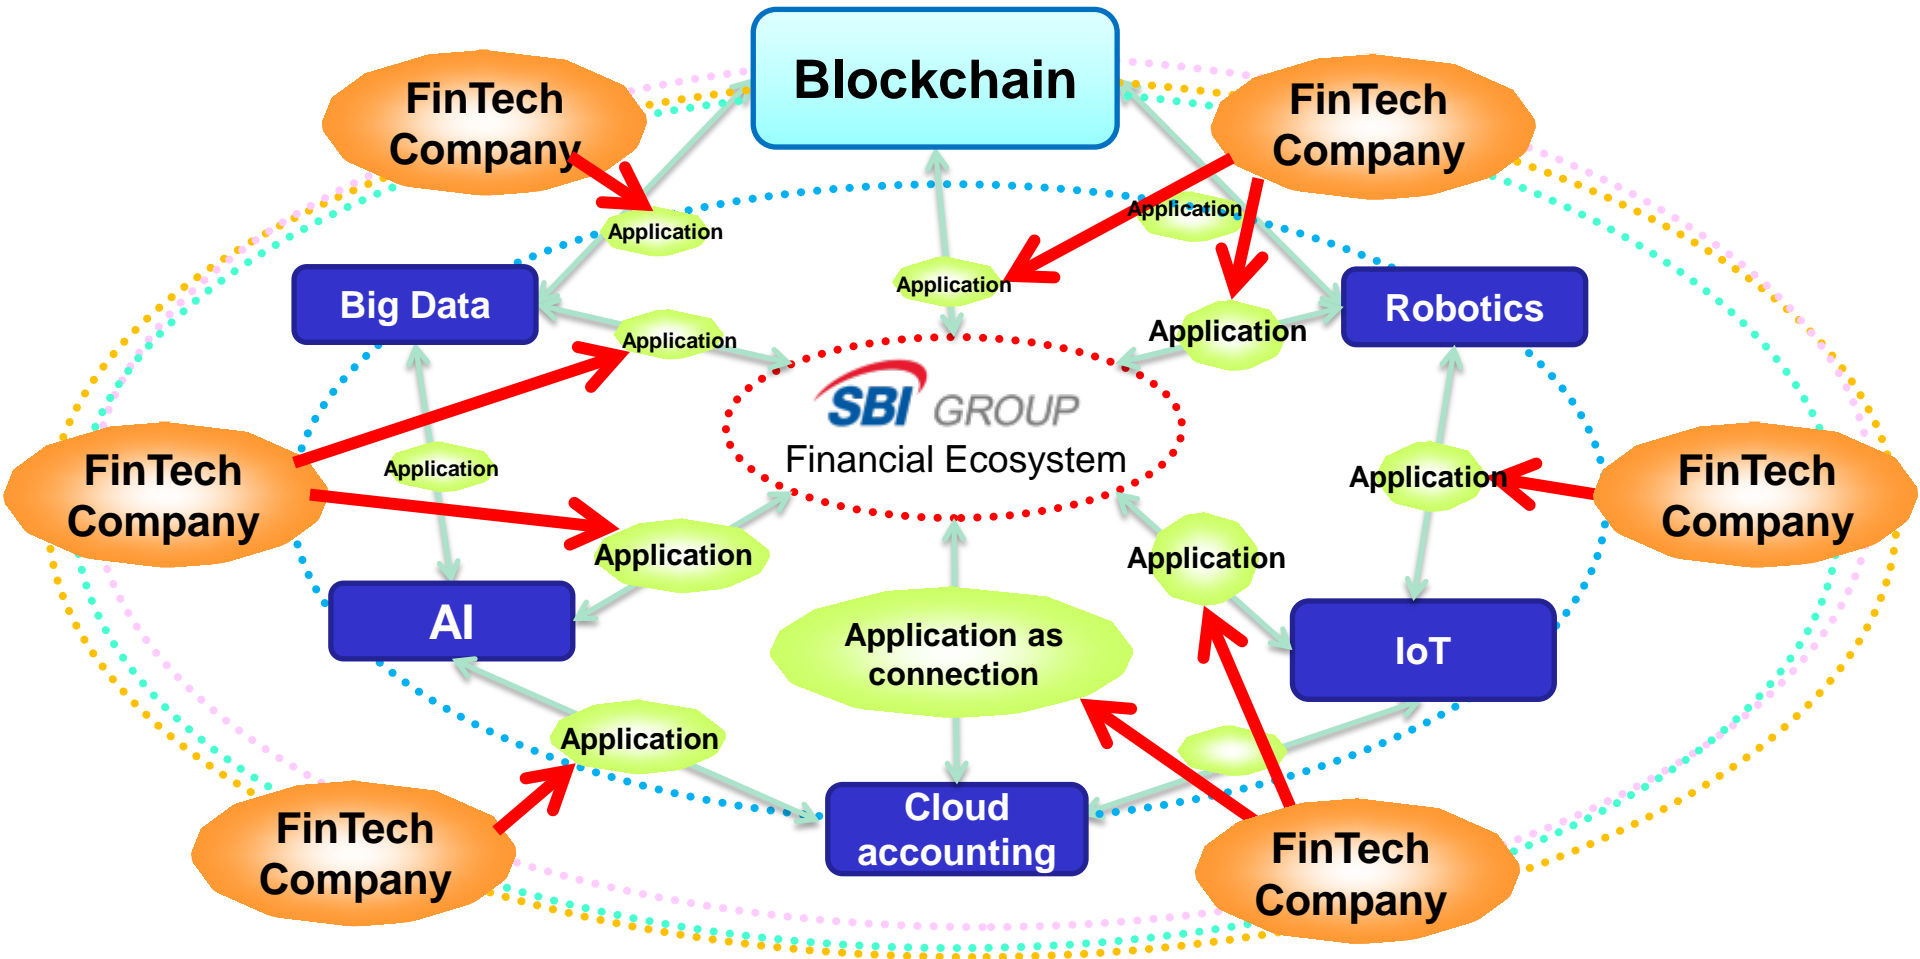 Blockchain
FinTech
Company
FinTech
Company
Application
Application
Application
Big Data
Robotics
Application
Application
SBI GROUP
Financial Ecosystem
FinTech
Company
Application
Application
FinTech
Company
Application
Application
AI
Application as
connection
IoT
Application
Cloud
accounting
FinTech
Company
FinTech
Company